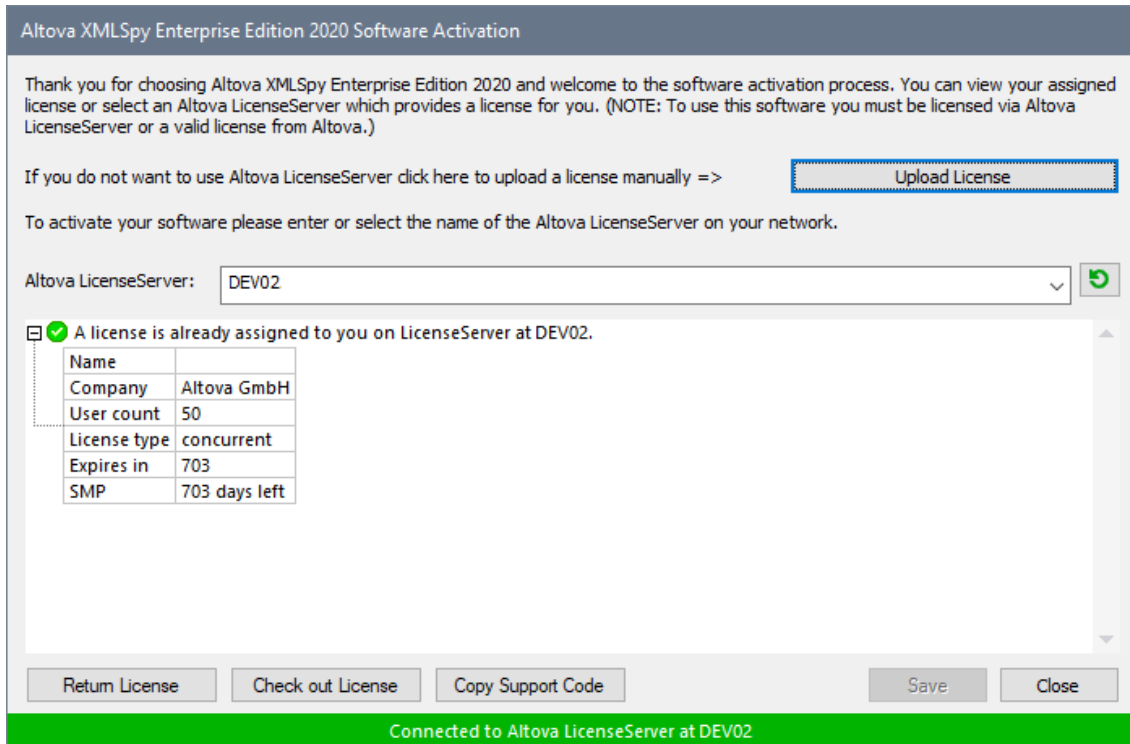 Altova XMLSpy Enterprise Edition 2020 Software Activation
Thank you for choosing Altova XMLSpy Enterprise Edition 2020 and welcome to the software activation process. You can view your assigned
license or select an Altova LicenseServer which provides a license for you. (NOTE: To use this software you must be licensed via Altova
LicenseServer or a valid license from Altova.)
If you do not want to use Altova LicenseServer click here to upload a license manually => Upload License
To activate your software please enter or select the name of the Altova LicenseServer on your network.
Altova LicenseServer: DEV02
A license is already assigned to you on LicenseServer at DEV02.
Name
Company Altova GmbH
User count 50
License type concurrent
Expires in 703
SMP 703 days left
Return License Check out License Copy Support Code Save Close
Connected to Altova LicenseServer at DEV02